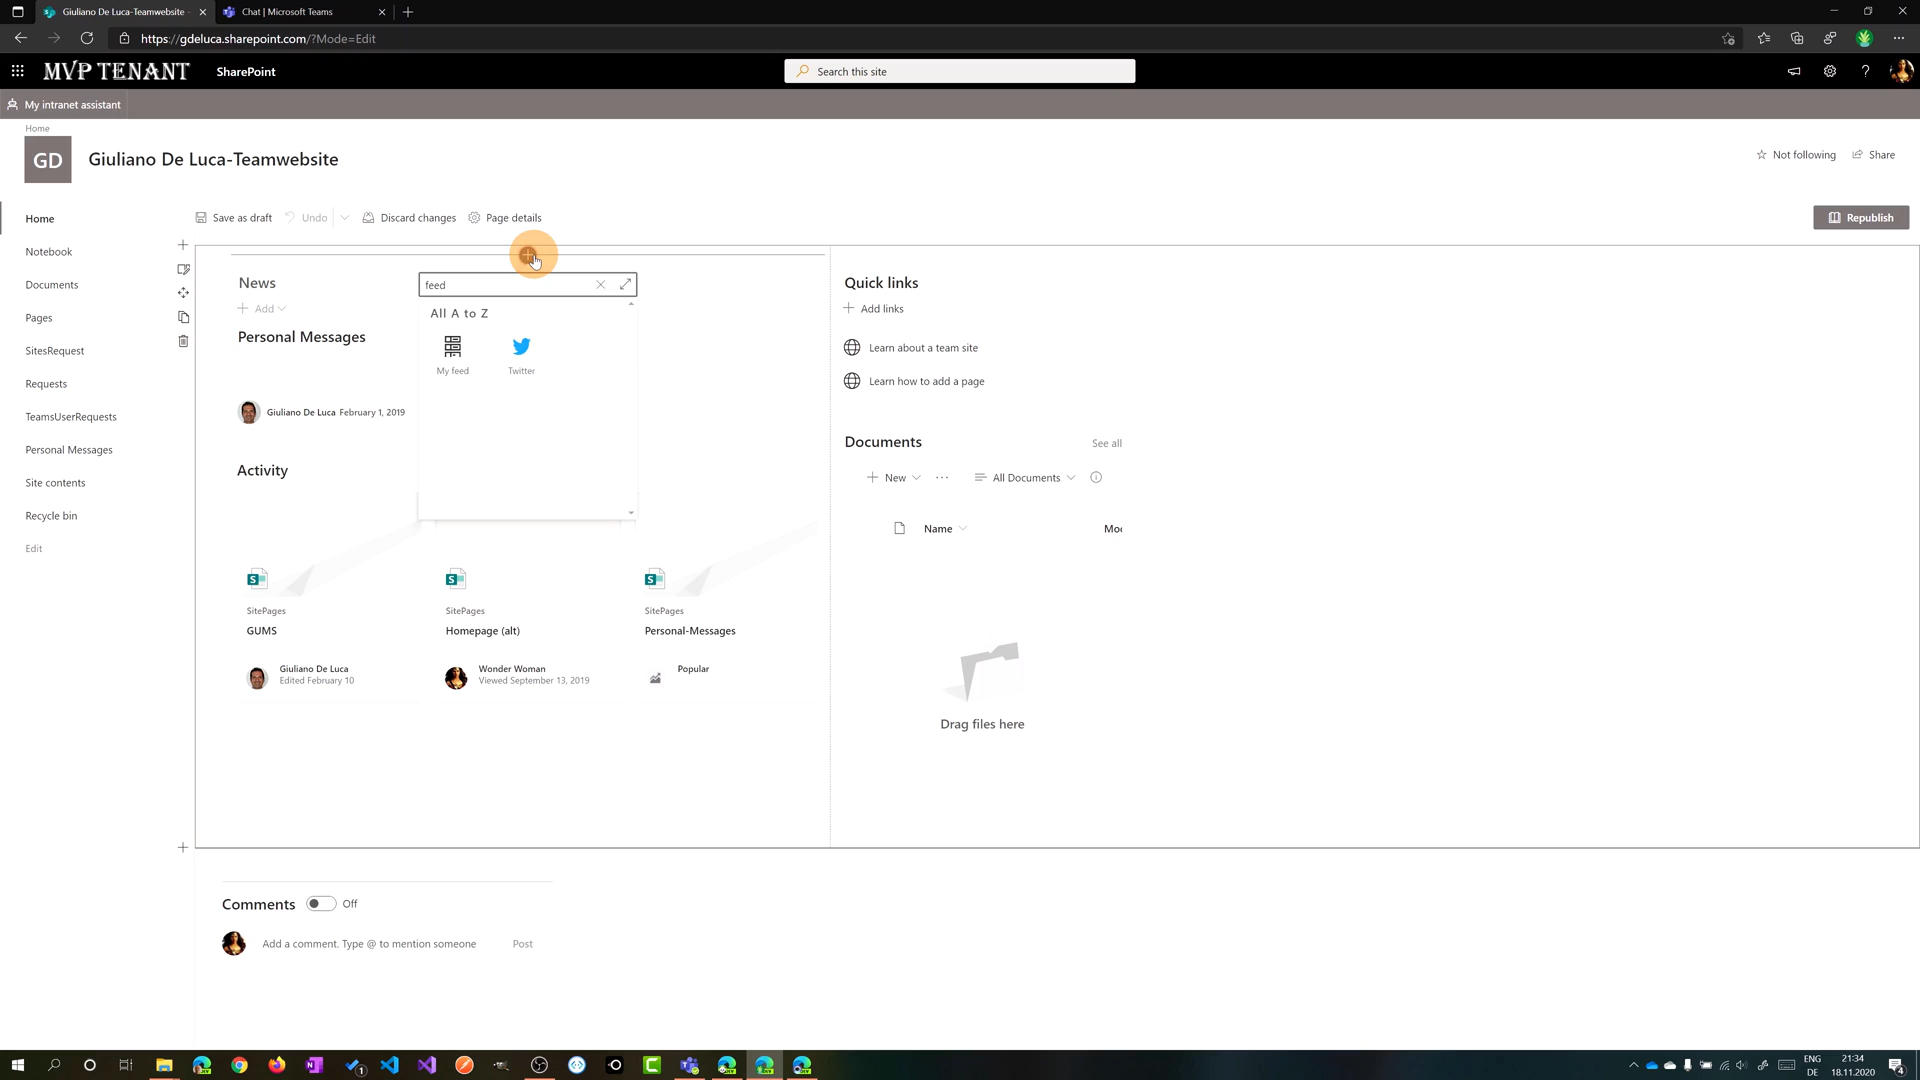 Giuliano De Luca-Teamwebsite -
Chat | Microsoft Teams
https://gdeluca.sharepoint.com/?Mode=Edit
MVP TENANT
SharePoint
Search this site
My intranet assistant
Home
GD
Giuliano De Luca-Teamwebsite
Not following
Share
Home
Notebook
Documents
Pages
SitesRequest
Requests
TeamsUserRequests
Personal Messages
Site contents
Recycle bin
Edit
Save as draft
Undo
Discard changes
Page details
Republish
News
Add
Personal Messages
Giuliano De Luca February 1, 2019
Activity
feed
All A to Z
My feed
Twitter
SitePages
GUMS
Giuliano De Luca
Edited February 10
SitePages
Homepage (alt)
Wonder Woman
Viewed September 13, 2019
SitePages
Personal-Messages
Popular
Quick links
Add links
Learn about a team site
Learn how to add a page
Documents
See all
New
All Documents
Name
Drag files here
Comments
Off
Add a comment. Type @ to mention someone
Post
ENG
DE
21:34
18.11.2020